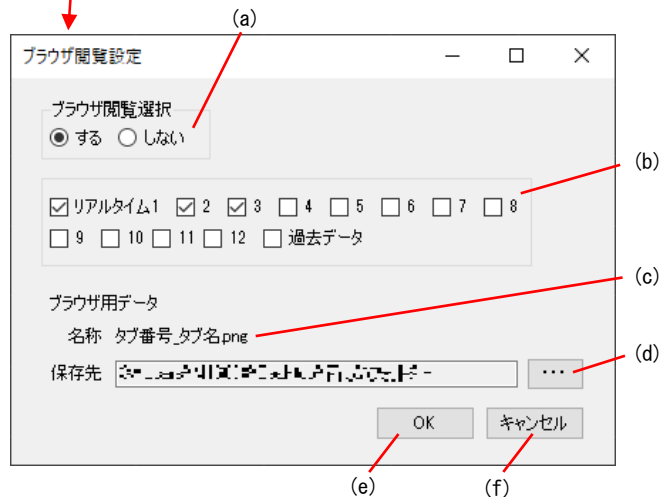 (a)
ブラウザ閲覧設定
ブラウザ閲覧選択
する しない
(b)
リアルタイム1 2 3 4 5 6 7 8
9 10 11 12 過去データ
(c)
ブラウザ用データ
名称 タブ番号_タブ名.png
(d)
保存先 ...
OK キャンセル
(e) (f)